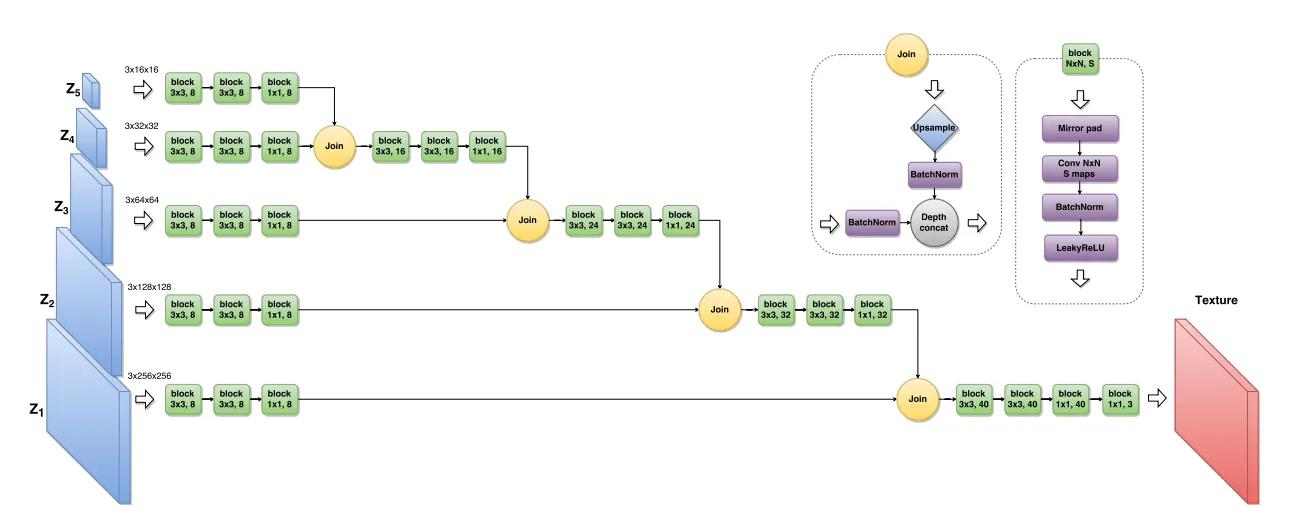 Z5
3x16x16
block
3x3, 8
block
3x3, 8
block
1x1, 8
Z4
3x32x32
block
3x3, 8
block
3x3, 8
block
1x1, 8
Join
block
3x3, 16
block
3x3, 16
block
1x1, 16
Z3
3x64x64
block
3x3, 8
block
3x3, 8
block
1x1, 8
Join
block
3x3, 24
block
3x3, 24
block
1x1, 24
Z2
3x128x128
block
3x3, 8
block
3x3, 8
block
1x1, 8
Join
block
3x3, 32
block
3x3, 32
block
1x1, 32
Z1
3x256x256
block
3x3, 8
block
3x3, 8
block
1x1, 8
Join
block
3x3, 40
block
3x3, 40
block
1x1, 40
block
1x1, 3
Texture
Join
Upsample
BatchNorm
BatchNorm
Depth
concat
block
NxN, S
Mirror pad
Conv NxN
S maps
BatchNorm
LeakyReLU